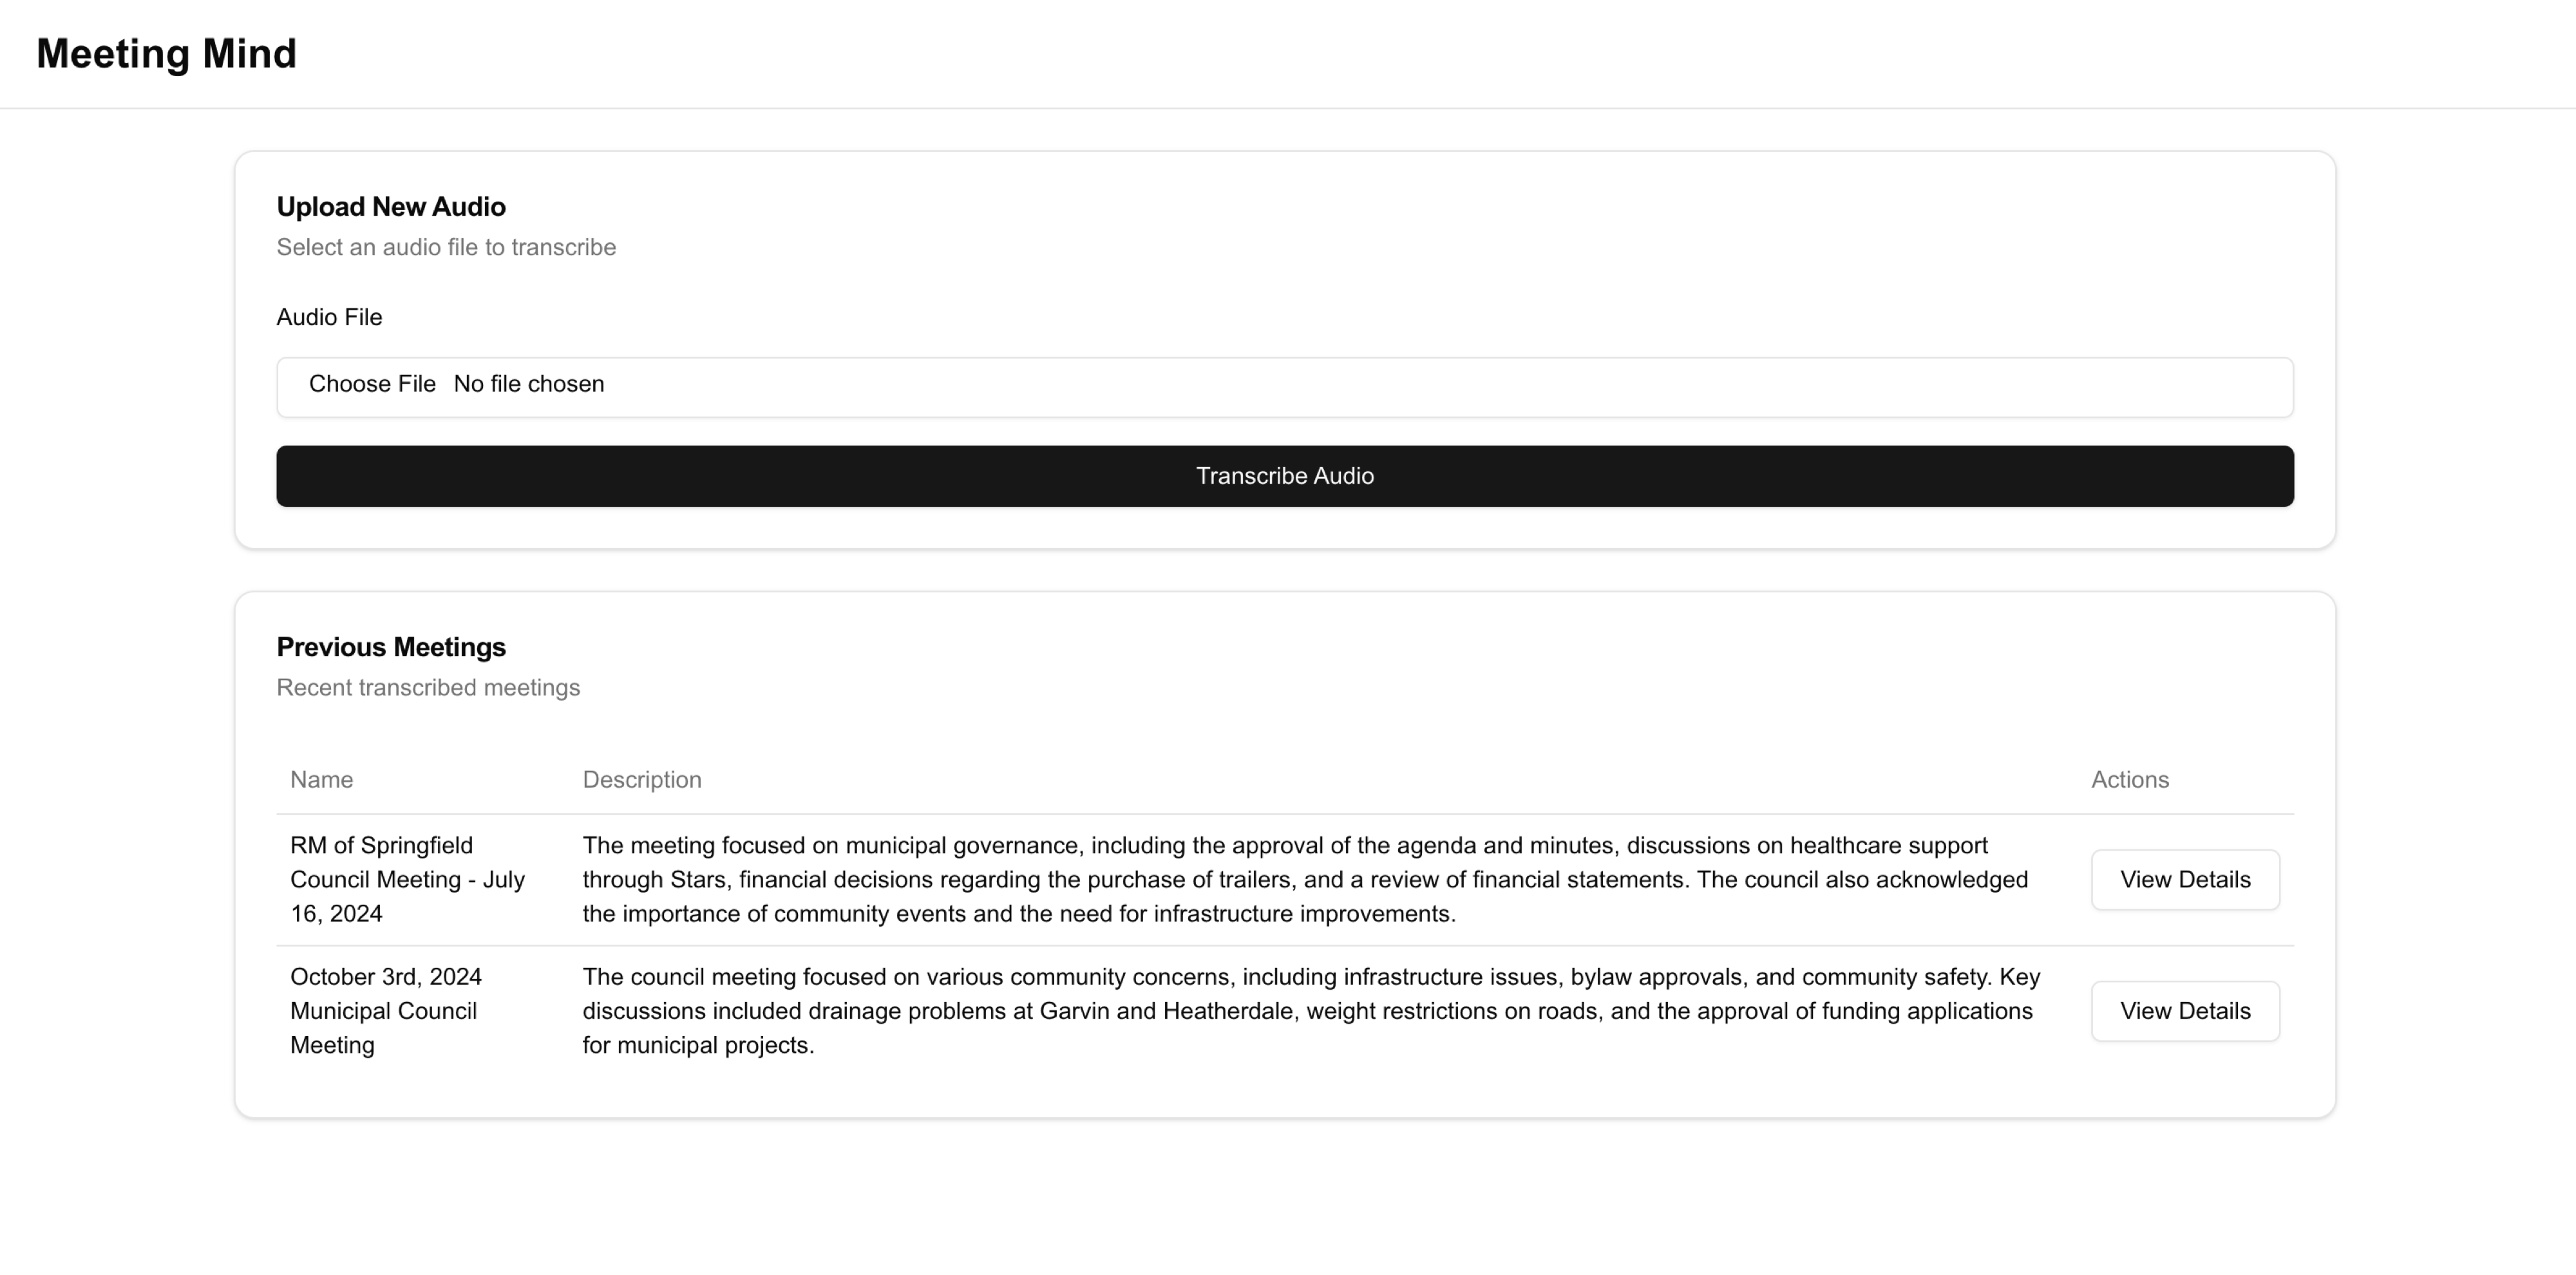 Meeting Mind
Upload New Audio
Select an audio file to transcribe
Audio File
Choose File No file chosen
Transcribe Audio
Previous Meetings
Recent transcribed meetings
Name Description Actions
RM of Springfield
Council Meeting - July
16, 2024
The meeting focused on municipal governance, including the approval of the agenda and minutes, discussions on healthcare support
through Stars, financial decisions regarding the purchase of trailers, and a review of financial statements. The council also acknowledged
the importance of community events and the need for infrastructure improvements.
View Details
October 3rd, 2024
Municipal Council
Meeting
The council meeting focused on various community concerns, including infrastructure issues, bylaw approvals, and community safety. Key
discussions included drainage problems at Garvin and Heatherdale, weight restrictions on roads, and the approval of funding applications
for municipal projects.
View Details